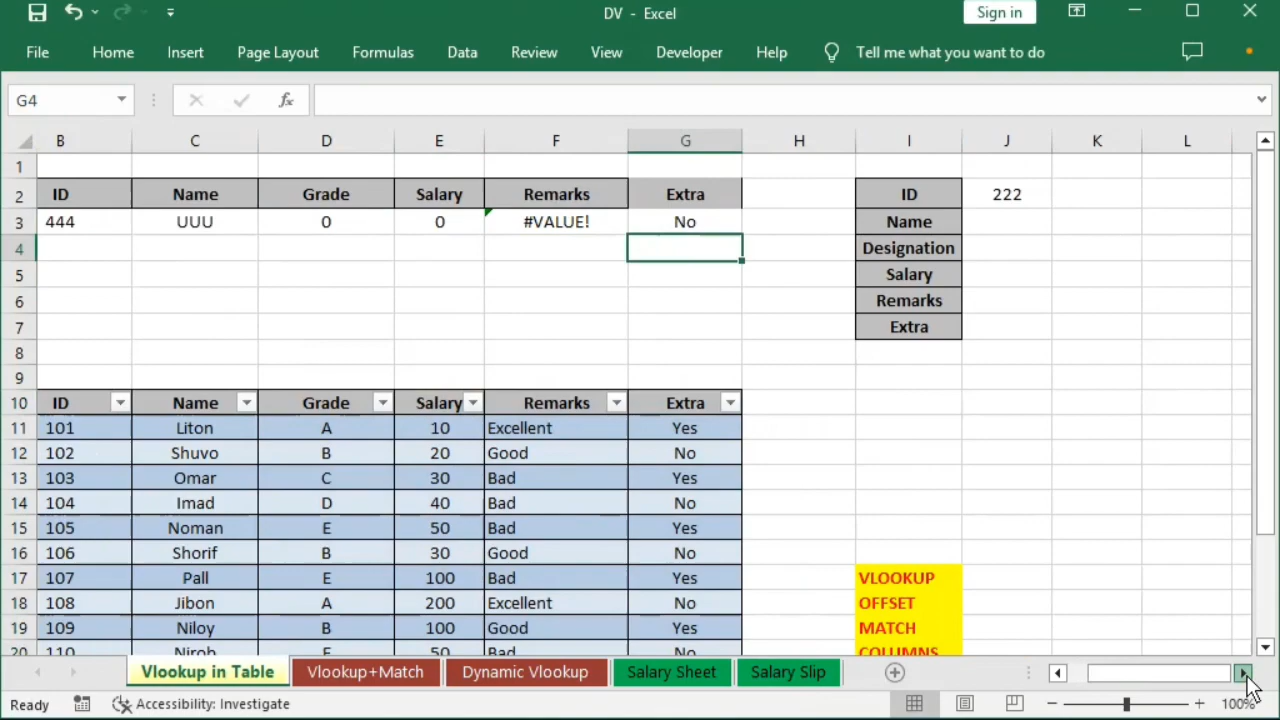 DV - Excel Sign in
File Home Insert Page Layout Formulas Data Review View Developer Help Tell me what you want to do
G4 fx
B C D E F G H I J K L
1
2 ID Name Grade Salary Remarks Extra ID 222
3 444 UUU 0 0 #VALUE! No Name
4 Designation
5 Salary
6 Remarks
7 Extra
8
9
10 ID Name Grade Salary Remarks Extra
11 101 Liton A 10 Excellent Yes
12 102 Shuvo B 20 Good No
13 103 Omar C 30 Bad Yes
14 104 Imad D 40 Bad No
15 105 Noman E 50 Bad Yes
16 106 Shorif B 30 Good No
17 107 Pall E 100 Bad Yes VLOOKUP
18 108 Jibon A 200 Excellent No OFFSET
19 109 Niloy B 100 Good Yes MATCH
20 110 Nirob E 50 Bad No COLUMNS
Vlookup in Table Vlookup+Match Dynamic Vlookup Salary Sheet Salary Slip
Ready Accessibility: Investigate 100%